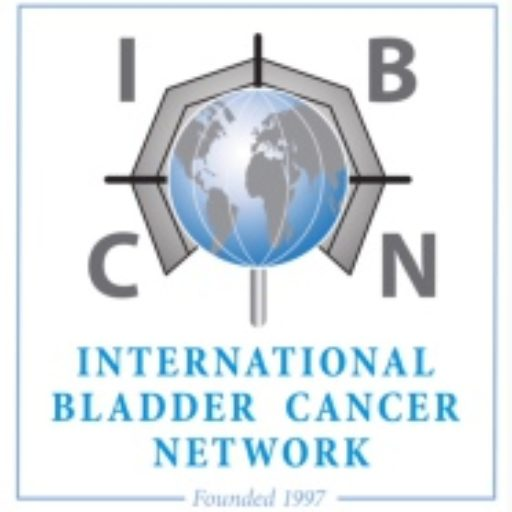 I B
C N
INTERNATIONAL
BLADDER CANCER
NETWORK
Founded 1997